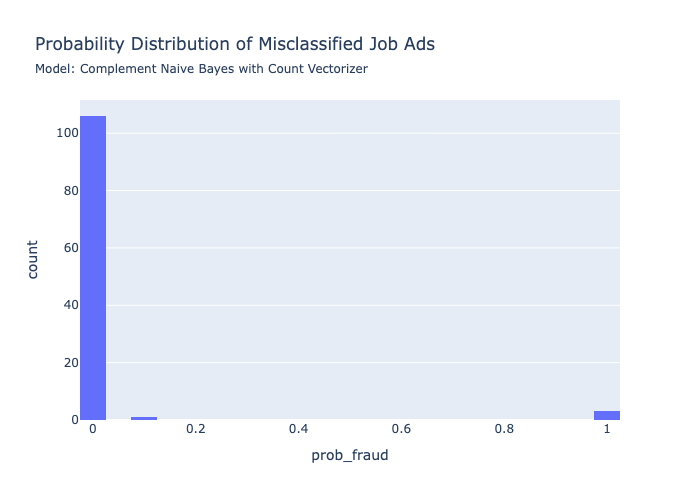 Probability Distribution of Misclassified Job Ads
Model: Complement Naive Bayes with Count Vectorizer
100
80
60
40
20
0
count
0 0.2 0.4 0.6 0.8 1
prob_fraud